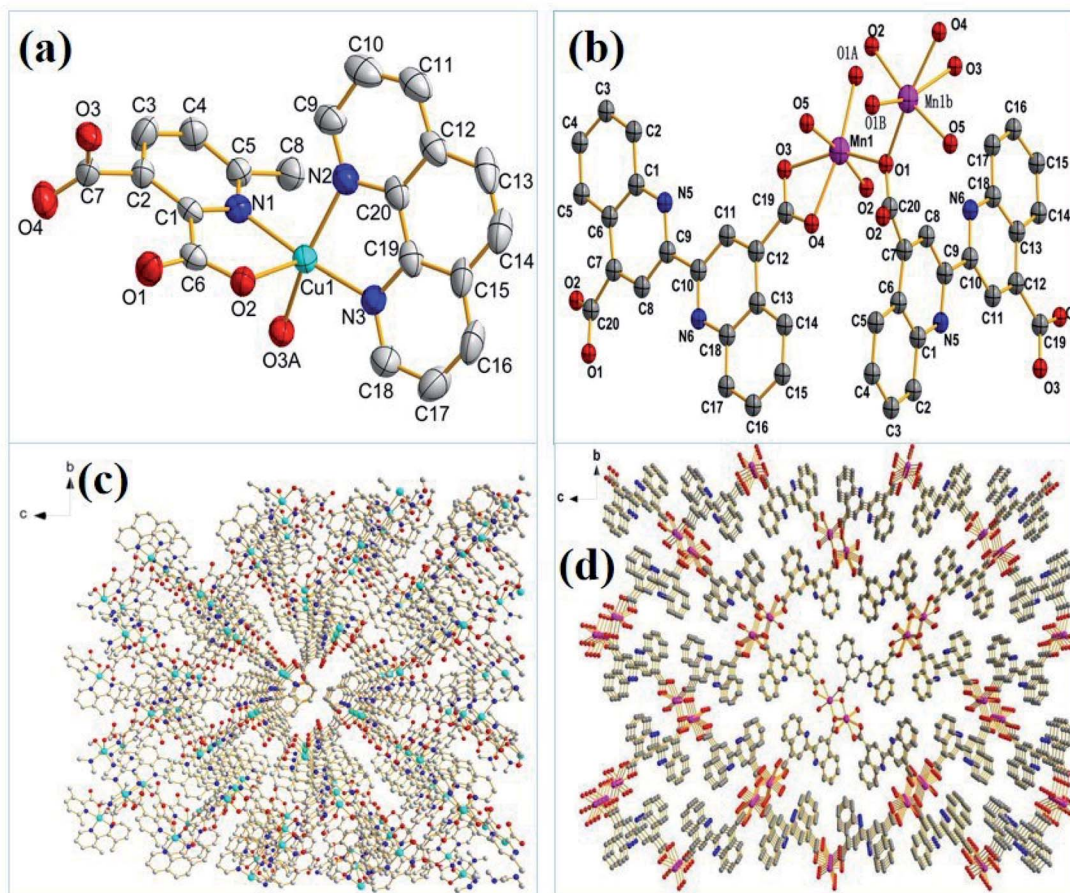 (a)
C10
C11
O3
C3
C4
C9
C12
C5
C8
C13
C7
C2
N2
O4
C1
N1
C20
C14
C19
O1
C6
O2
Cu1
C15
N3
O3A
C16
C18
C17
(b)
O2
O4
O1A
O3
C3
Mn1b
C4
C2
O5
O1B
C16
Mn1
O5
C17
C15
C1
O3
O1
C18
N5
C19
C20
N6
C14
C5
C11
O2
O2
C8
C6
O4
C13
C9
C12
C7
C9
C7
C10
C12
O2
C10
C6
C11
C8
C13
C5
C20
N6
C14
N5
C19
C18
C1
O1
C4
O3
C17
C15
C2
C16
C3
b
(c)
c
b
c
(d)